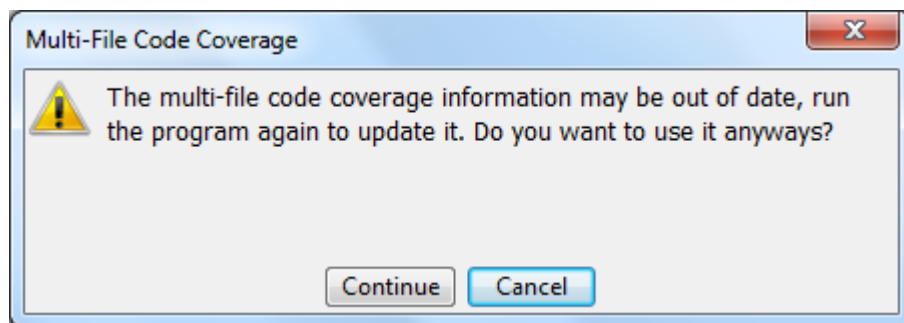 Multi-File Code Coverage
The multi-file code coverage information may be out of date, run
the program again to update it. Do you want to use it anyways?
Continue Cancel